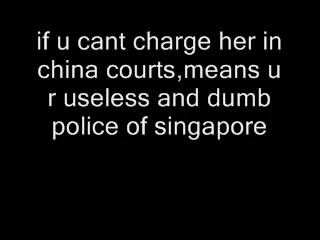 if u cant charge her in
china courts,means u
r useless and dumb
police of singapore